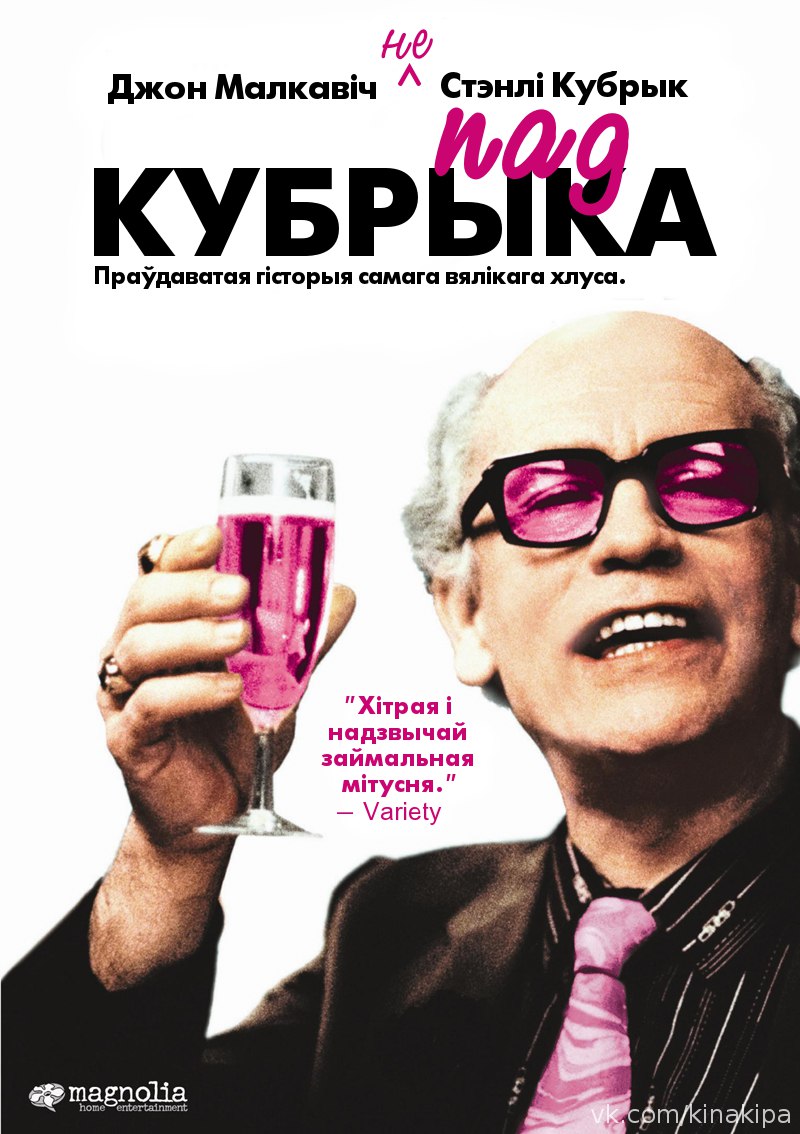 не
Джон Малкавіч ^ Стэнлі Кубрык
пад
КУБРЫКА
Праўдаватая гісторыя самага вялікага хлуса.
"Хітрая і
надзвычай
займальная
мітусня."
— Variety
magnolia
home entertainment
vk.com/kinakipa